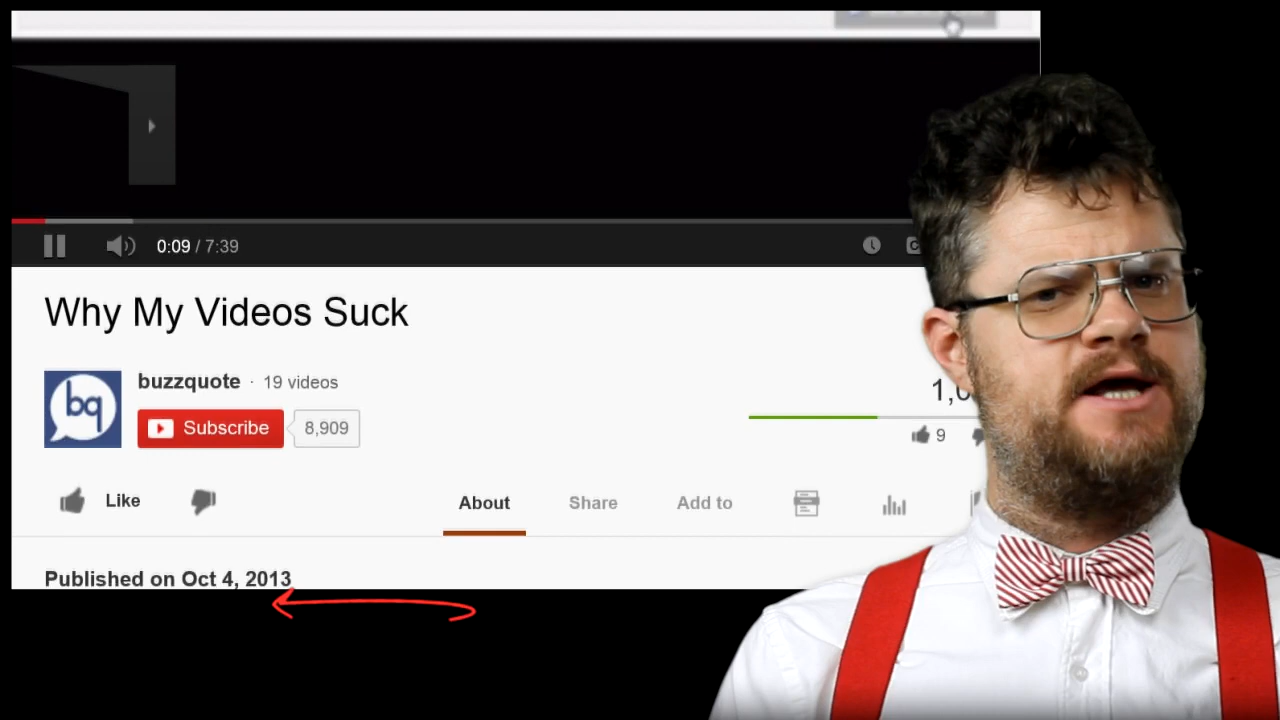 0:09 / 7:39
Why My Videos Suck
bq
buzzquote · 19 videos
Subscribe 8,909
9
Like
About Share Add to
Published on Oct 4, 2013